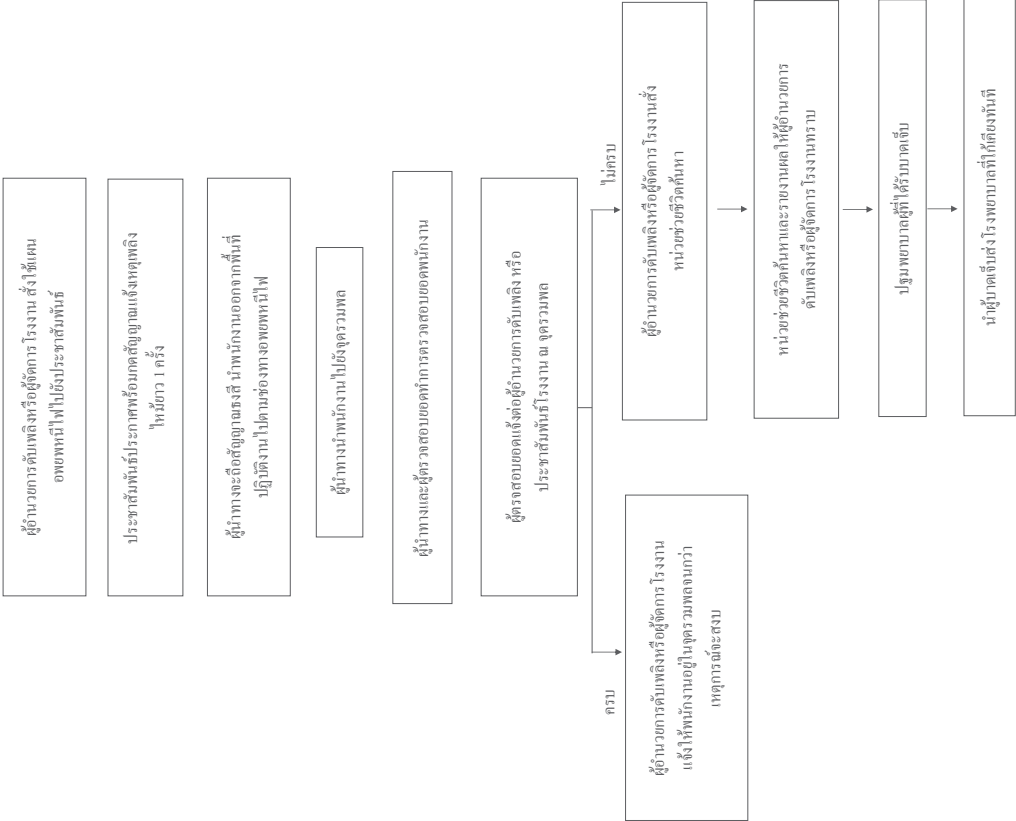 ผู้อำนวยการดับเพลิงหรือผู้จัดการโรงงาน สั่งใช้แผน
อพยพหนีไฟไปยังประชาสัมพันธ์
ประชาสัมพันธ์ประกาศพร้อมกดสัญญาณแจ้งเหตุเพลิง
ไหม้ยาว 1 ครั้ง
ผู้นำทางจะถือสัญญาณธงสี นำพนักงานออกจากพื้นที่
ปฏิบัติงานไปตามช่องทางอพยพหนีไฟ
ผู้นำทางนำพนักงานไปยังจุดรวมพล
ผู้นำทางและผู้ตรวจสอบยอดทำการตรวจสอบยอดพนักงาน
ผู้ตรวจสอบยอดแจ้งต่อผู้อำนวยการดับเพลิง หรือ
ประชาสัมพันธ์โรงงาน ณ จุดรวมพล
ครบ
ผู้อำนวยการดับเพลิงหรือผู้จัดการโรงงาน
แจ้งให้พนักงานอยู่ในจุดรวมพลจนกว่า
เหตุการณ์จะสงบ
ไม่ครบ
ผู้อำนวยการดับเพลิงหรือผู้จัดการโรงงานสั่ง
หน่วยช่วยชีวิตค้นหา
หน่วยช่วยชีวิตค้นหาและรายงานผลให้ผู้อำนวยการ
ดับเพลิงหรือผู้จัดการโรงงานทราบ
ปฐมพยาบาลผู้ที่ได้รับบาดเจ็บ
นำผู้บาดเจ็บส่งโรงพยาบาลที่ใกล้เคียงทันที